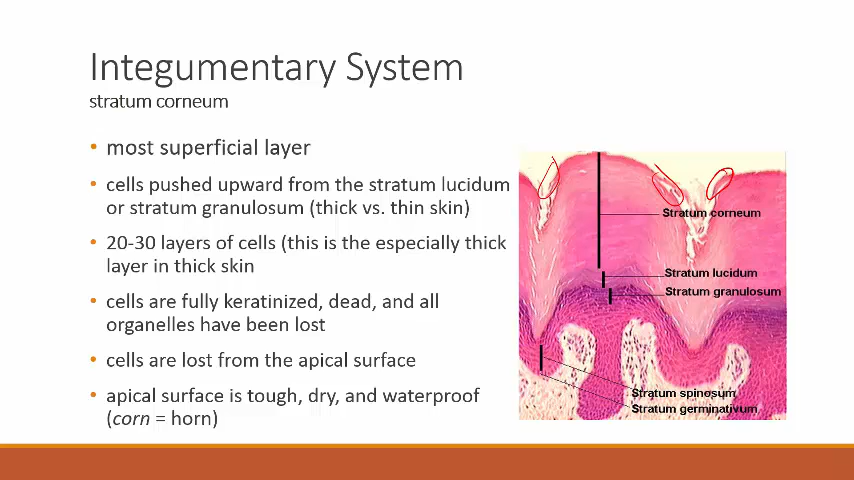 Integumentary System
stratum corneum
• most superficial layer
• cells pushed upward from the stratum lucidum
or stratum granulosum (thick vs. thin skin)
• 20-30 layers of cells (this is the especially thick
layer in thick skin
• cells are fully keratinized, dead, and all
organelles have been lost
• cells are lost from the apical surface
• apical surface is tough, dry, and waterproof
(corn = horn)
Stratum corneum
Stratum lucidum
Stratum granulosum
Stratum spinosum
Stratum germinativum